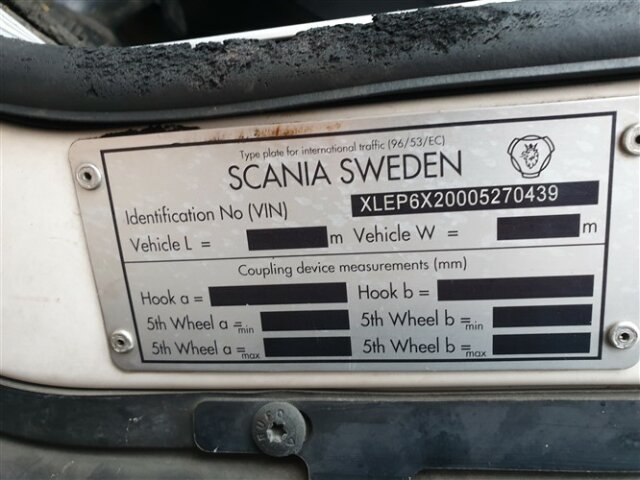 Type plate for international traffic (96/53/EC)
SCANIA SWEDEN
Identification No (VIN) XLEP6X20005270439
Vehicle L = m Vehicle W = m
Coupling device measurements (mm)
Hook a = Hook b =
5th Wheel a = min 5th Wheel b = min
5th Wheel a = max 5th Wheel b = max